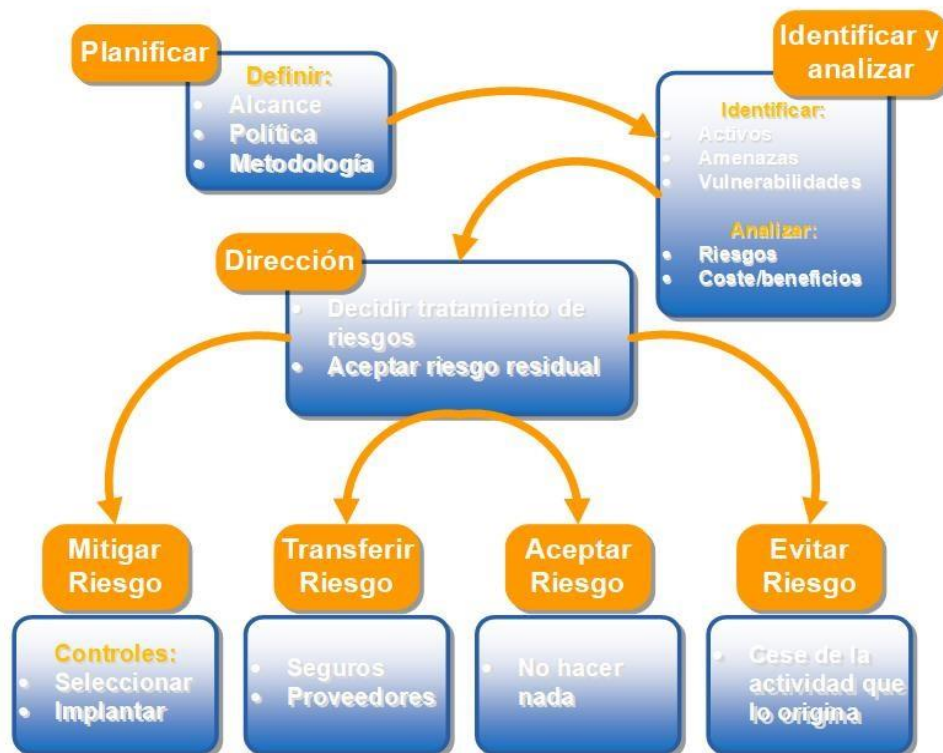 Planificar
Definir:
• Alcance
• Política
• Metodología
Identificar y
analizar
Identificar:
• Activos
• Amenazas
• Vulnerabilidades
Analizar:
• Riesgos
• Coste/beneficios
Dirección
• Decidir tratamiento de
riesgos
• Aceptar riesgo residual
Mitigar
Riesgo
Controles:
• Seleccionar
• Implantar
Transferir
Riesgo
• Seguros
• Proveedores
Aceptar
Riesgo
• No hacer
nada
Evitar
Riesgo
• Cese de la
actividad que
lo origina